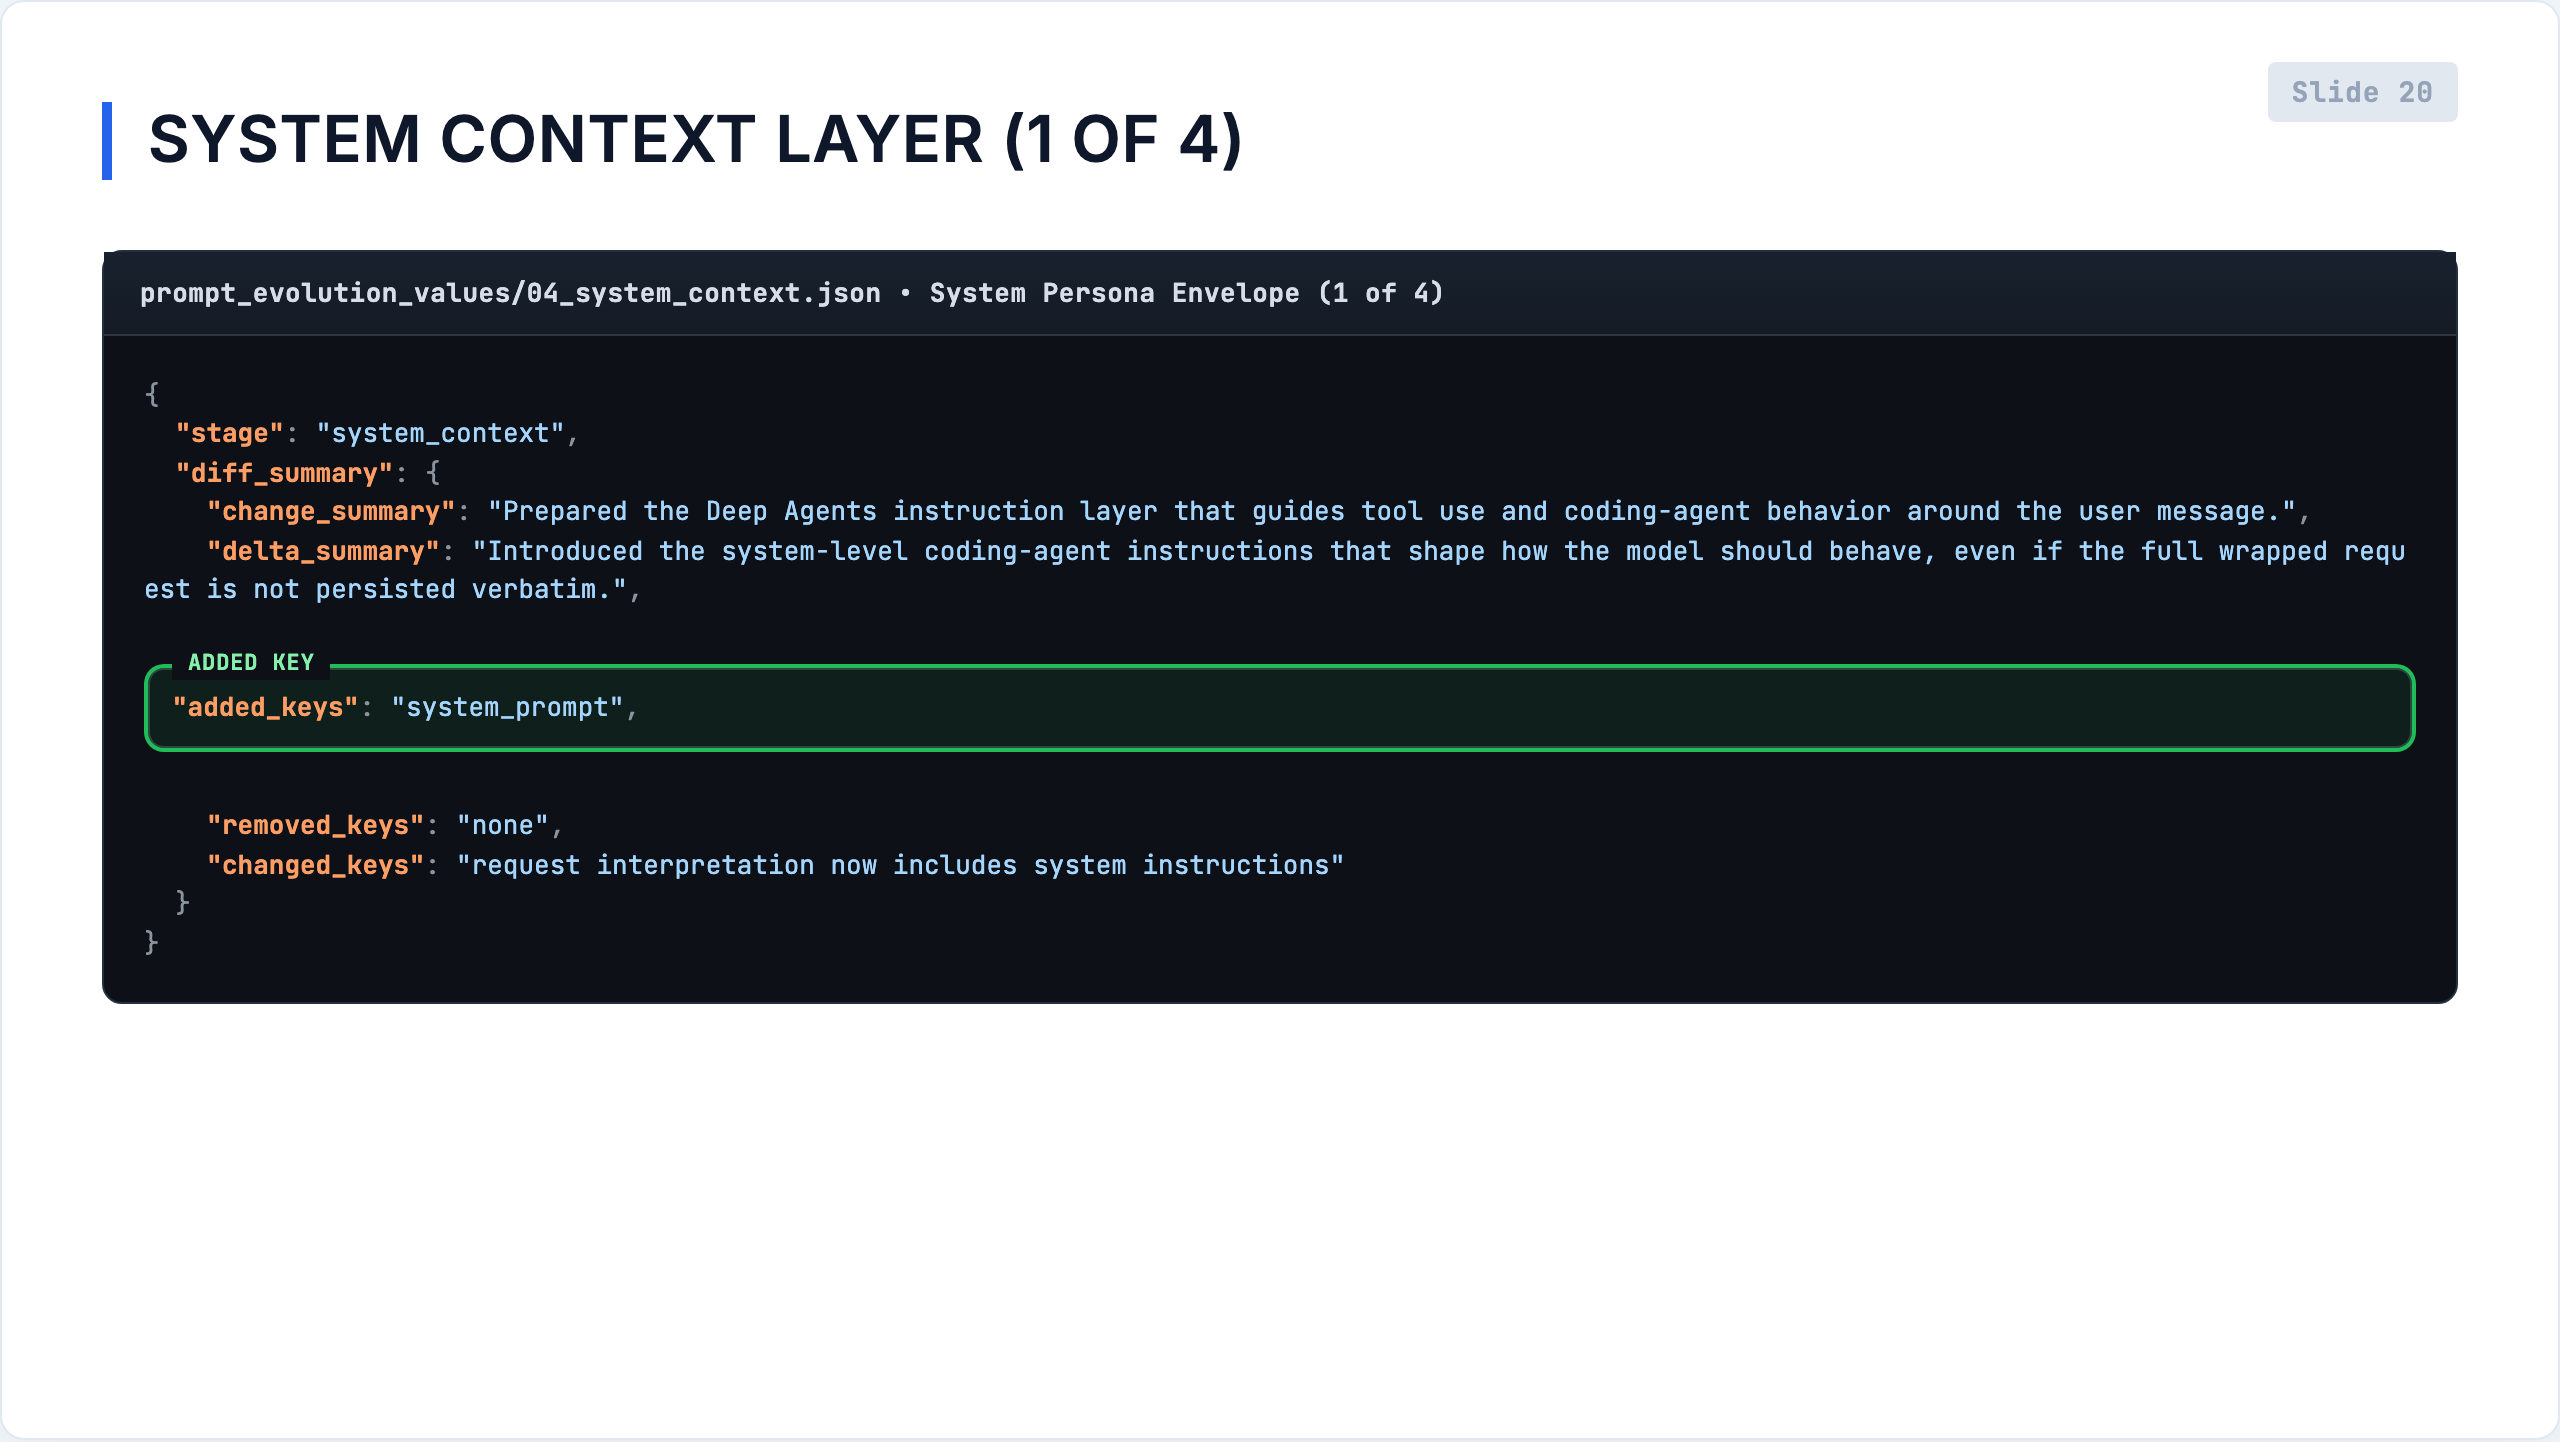 Slide 20
SYSTEM CONTEXT LAYER (1 OF 4)
prompt_evolution_values/04_system_context.json • System Persona Envelope (1 of 4)
{
  "stage": "system_context",
  "diff_summary": {
    "change_summary": "Prepared the Deep Agents instruction layer that guides tool use and coding-agent behavior around the user message.",
    "delta_summary": "Introduced the system-level coding-agent instructions that shape how the model should behave, even if the full wrapped requ
est is not persisted verbatim.",
ADDED KEY
"added_keys": "system_prompt",
    "removed_keys": "none",
    "changed_keys": "request interpretation now includes system instructions"
  }
}